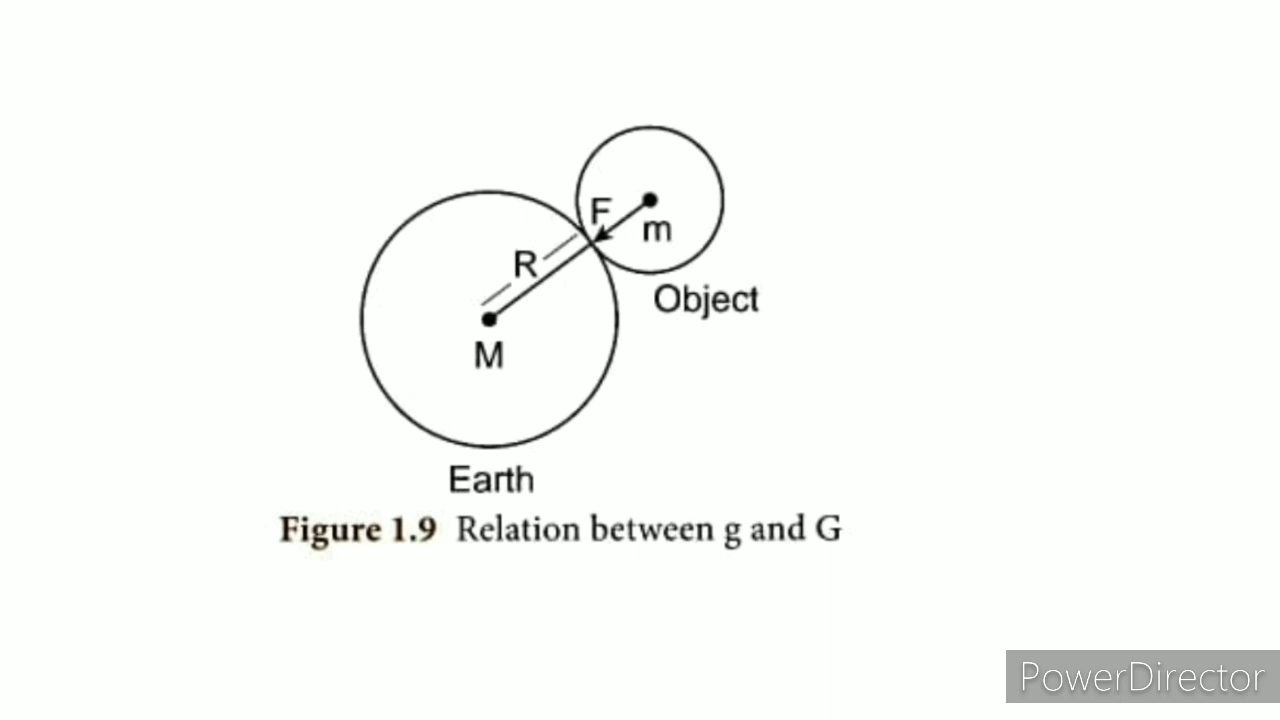 F
m
R
Object
M
Earth
Figure 1.9 Relation between g and G
PowerDirector